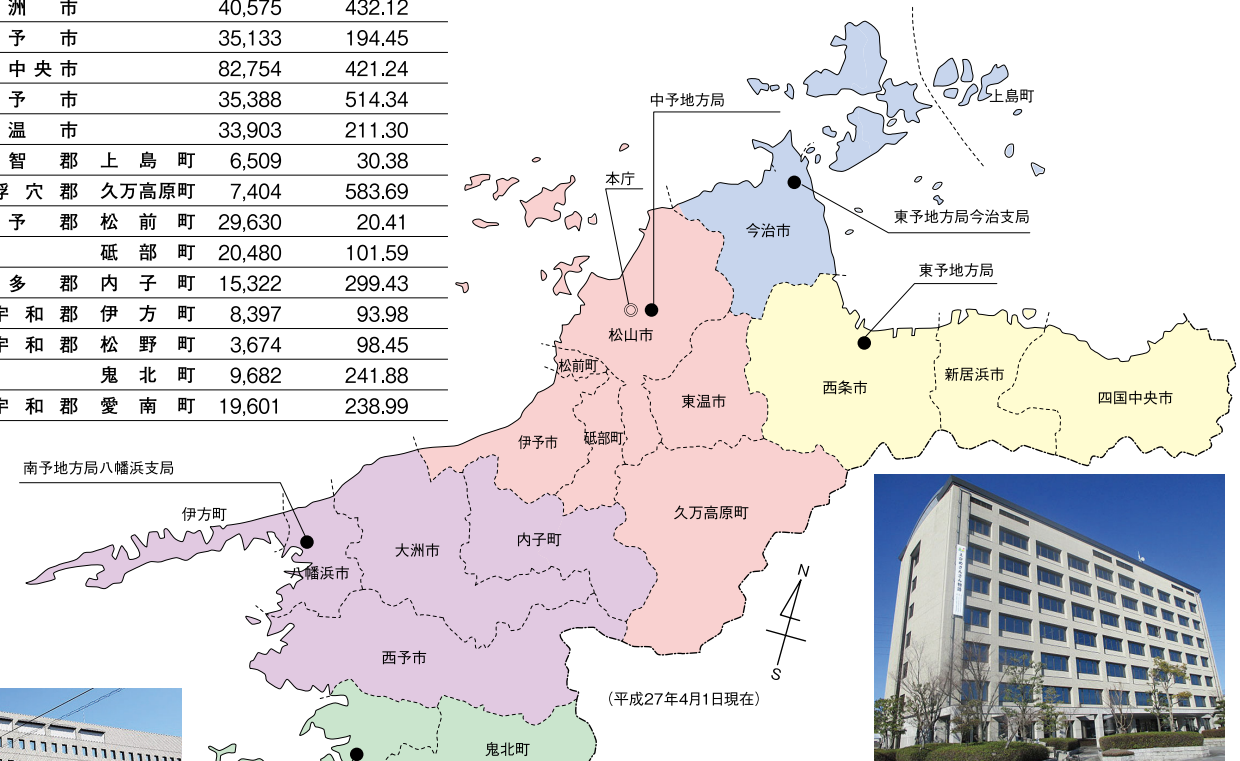 洲 市 40,575 432.12
予 市 35,133 194.45
中央市 82,754 421.24
予 市 35,388 514.34
温 市 33,903 211.30
智 郡 上 島 町 6,509 30.38
穴 郡 久万高原町 7,404 583.69
予 郡 松 前 町 29,630 20.41
砥 部 町 20,480 101.59
多 郡 内 子 町 15,322 299.43
宇 和 郡 伊 方 町 8,397 93.98
宇 和 郡 松 野 町 3,674 98.45
鬼 北 町 9,682 241.88
宇 和 郡 愛 南 町 19,601 238.99
上島町
中予地方局
本庁
東予地方局今治支局
今治市
東予地方局
松山市
松前町
新居浜市
西条市
四国中央市
東温市
伊予市
砥部町
南予地方局八幡浜支局
伊方町
久万高原町
内子町
大洲市
八幡浜市
N
S
西予市
(平成27年4月1日現在)
鬼北町